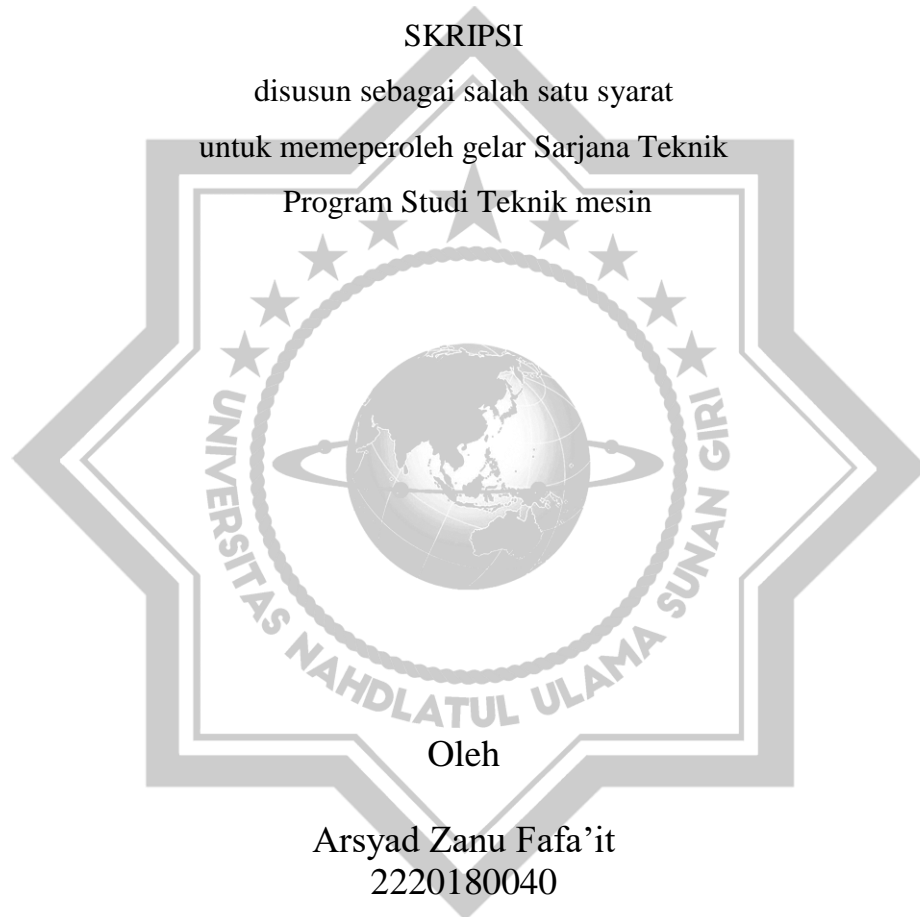 SKRIPSI
disusun sebagai salah satu syarat
untuk memeperoleh gelar Sarjana Teknik
Program Studi Teknik mesin
UNIVERSITAS NAHDLATUL ULAMA SUNAN GIRI
Oleh
Arsyad Zanu Fafa’it
2220180040